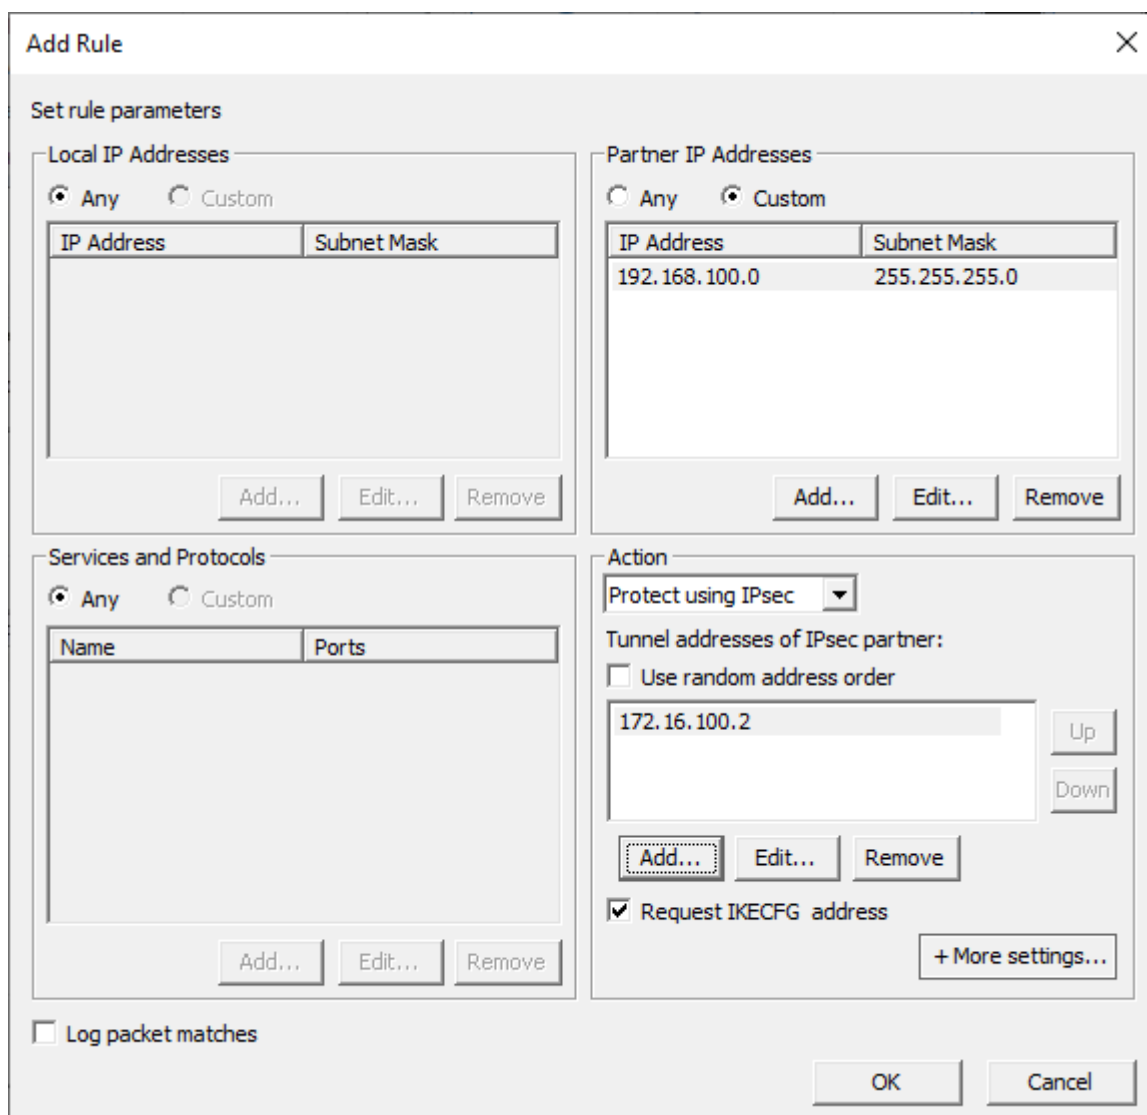 Add Rule
Set rule parameters
Local IP Addresses
Any Custom
IP Address Subnet Mask
Add... Edit... Remove
Partner IP Addresses
Any Custom
IP Address Subnet Mask
192.168.100.0 255.255.255.0
Add... Edit... Remove
Services and Protocols
Any Custom
Name Ports
Add... Edit... Remove
Action
Protect using IPsec
Tunnel addresses of IPsec partner:
Use random address order
172.16.100.2
Up
Down
Add... Edit... Remove
Request IKECFG address
+More settings...
Log packet matches
OK Cancel